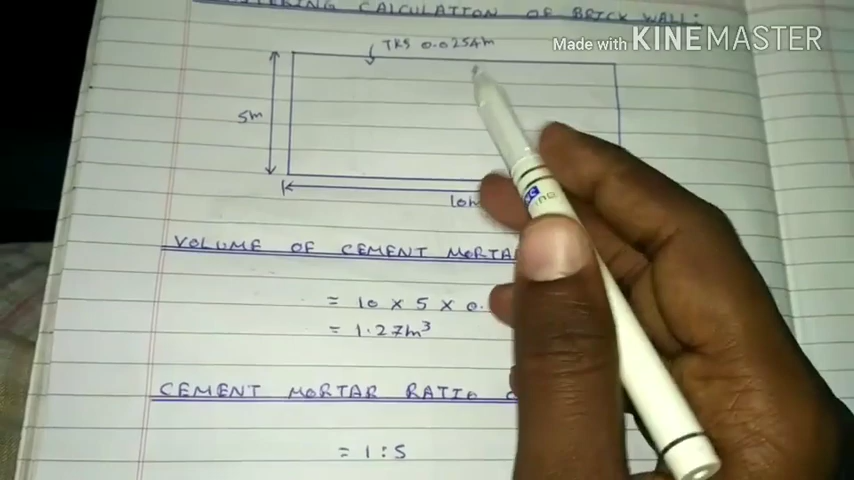 CALCULATION OF BRICK WALL:
Made with KINEMASTER
TKS 0.0254m
5m
VOLUME OF CEMENT MORTAR
= 10 x 5 x 0.
= 1.27m³
CEMENT MORTAR RATIO
= 1:5